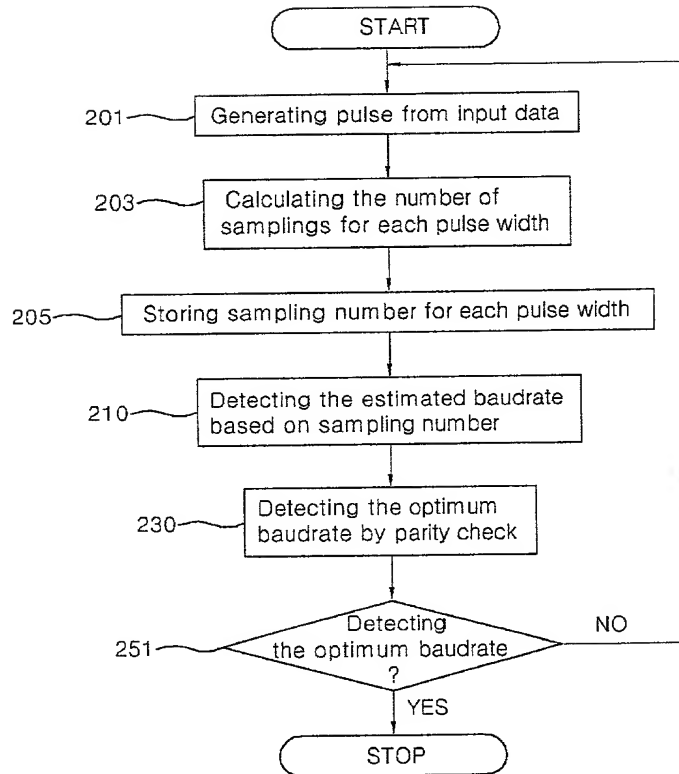 START
201
Generating pulse from input data
203
Calculating the number of
samplings for each pulse width
205
Storing sampling number for each pulse width
210
Detecting the estimated baudrate
based on sampling number
230
Detecting the optimum
baudrate by parity check
251
Detecting
the optimum baudrate
?
NO
YES
STOP